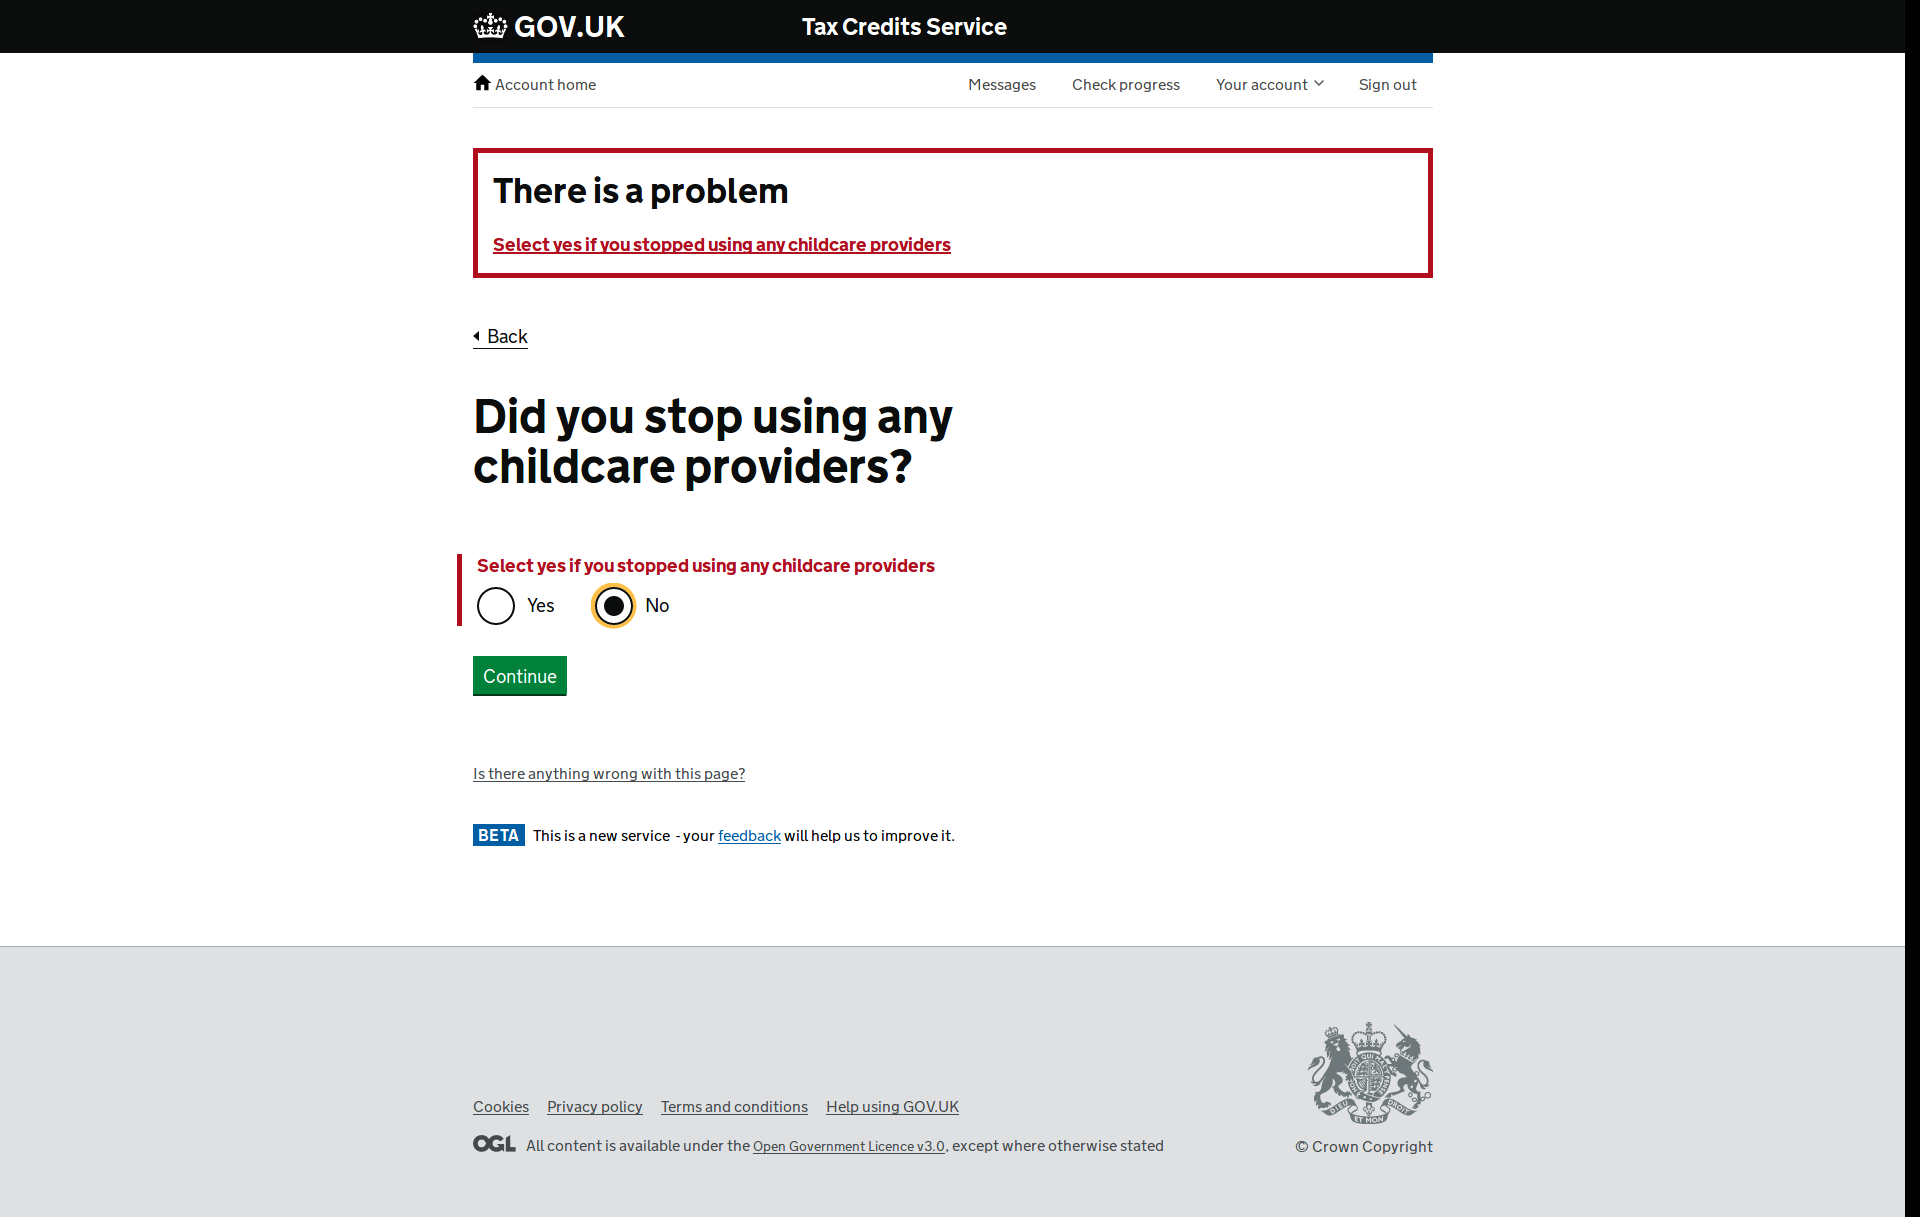 GOV.UK
Tax Credits Service
Account home
Messages
Check progress
Your account
Sign out
There is a problem
Select yes if you stopped using any childcare providers
Back
Did you stop using any
childcare providers?
Select yes if you stopped using any childcare providers
Yes
No
Continue
Is there anything wrong with this page?
BETA This is a new service - your feedback will help us to improve it.
Cookies
Privacy policy
Terms and conditions
Help using GOV.UK
OGL All content is available under the Open Government Licence v3.0, except where otherwise stated
© Crown Copyright